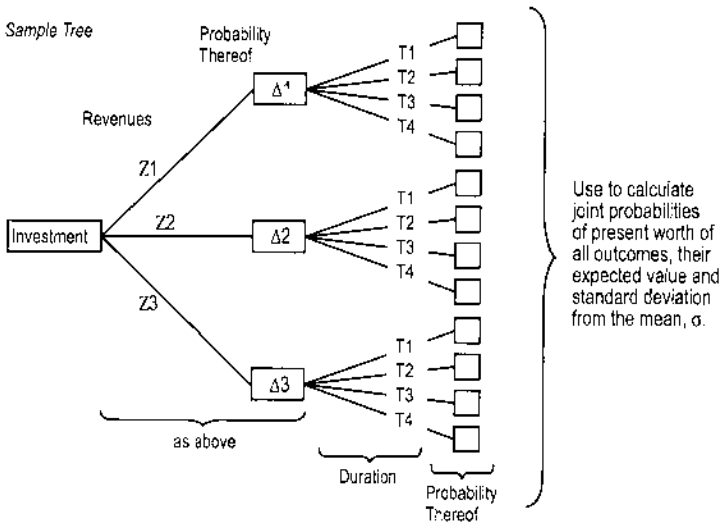 Sample Tree
Probability
Thereof
Revenues
Investment
Z1
Z2
Z3
Δ1
Δ2
Δ3
T1
T2
T3
T4
T1
T2
T3
T4
T1
T2
T3
T4
as above
Duration
Probability
Thereof
Use to calculate
joint probabilities
of present worth of
all outcomes, their
expected value and
standard deviation
from the mean, σ.